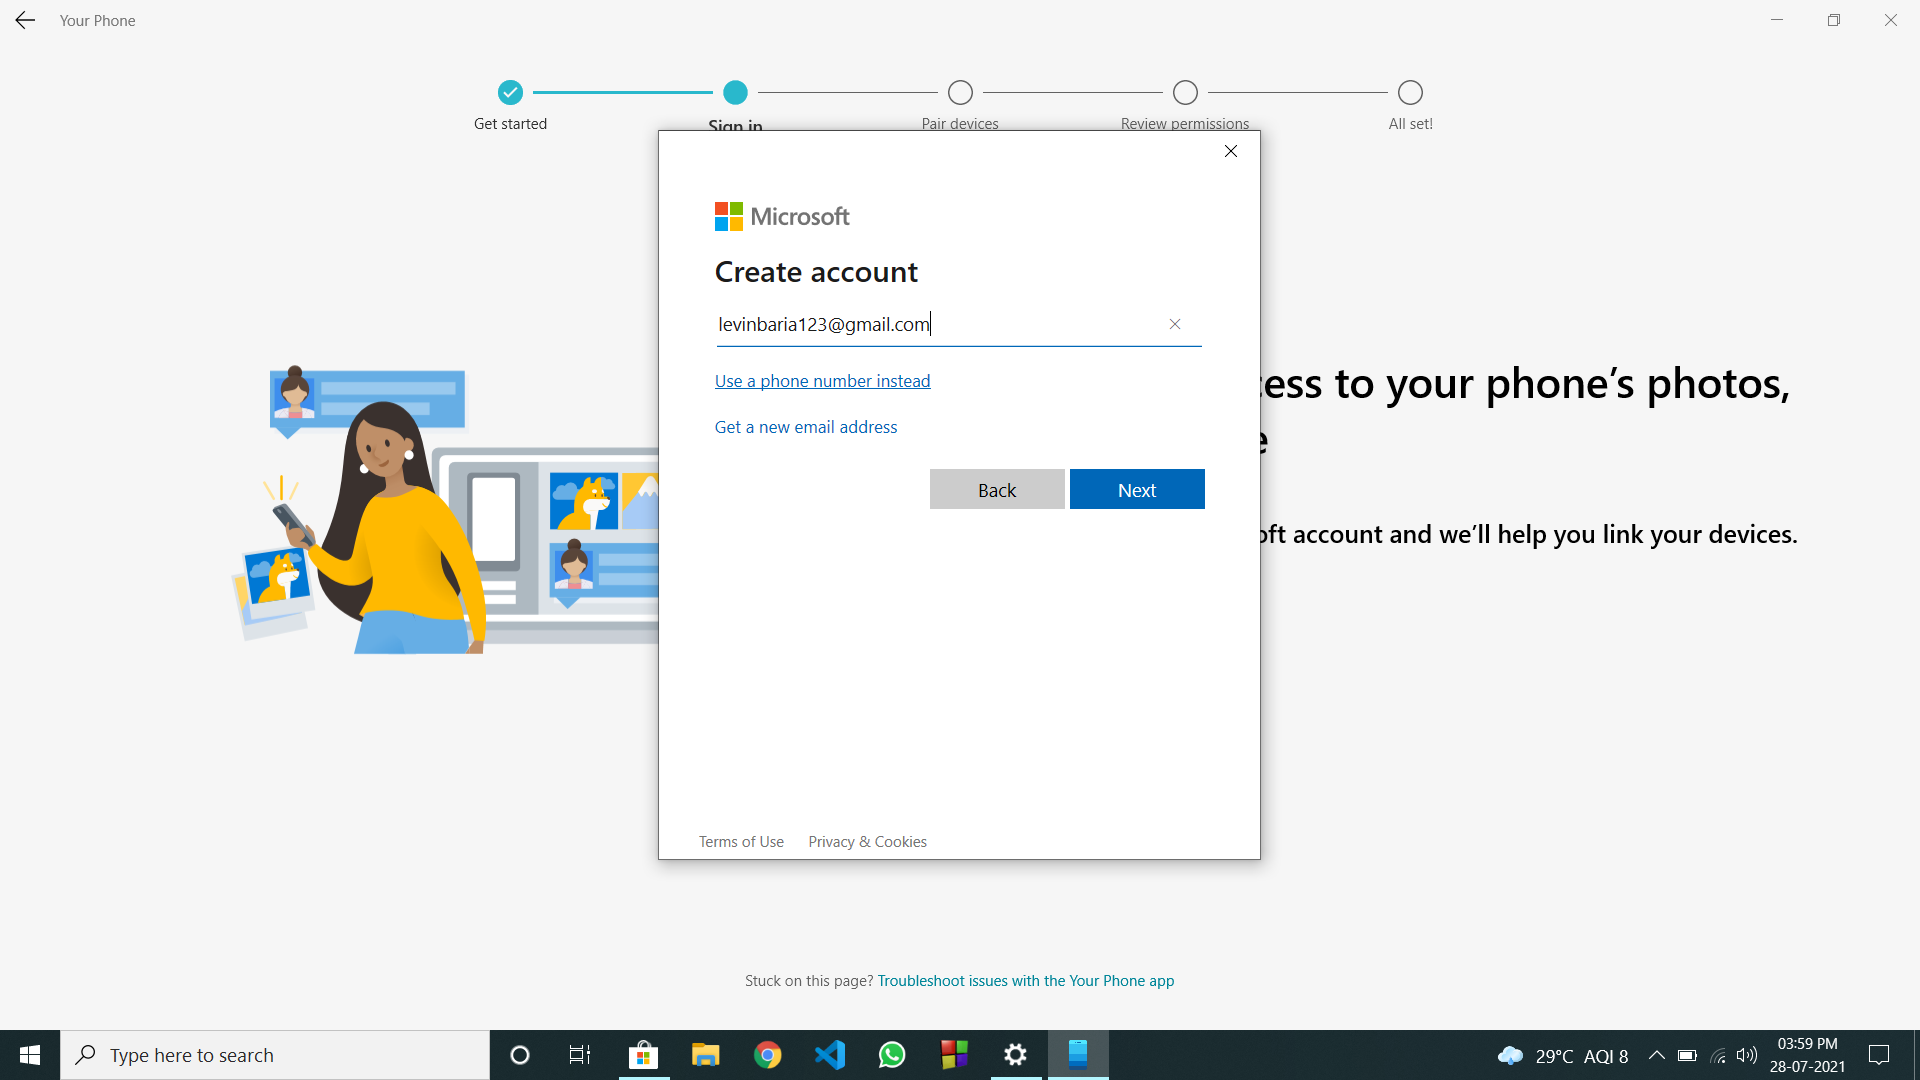 Your Phone
Get started
Sign in
Pair devices
Review permissions
All set!
Microsoft
Create account
levinbaria123@gmail.com
Use a phone number instead
Get a new email address
Back
Next
cess to your phone’s photos,
e
oft account and we’ll help you link your devices.
Terms of Use
Privacy & Cookies
Stuck on this page? Troubleshoot issues with the Your Phone app
Type here to search
29°C AQI 8
03:59 PM
28-07-2021